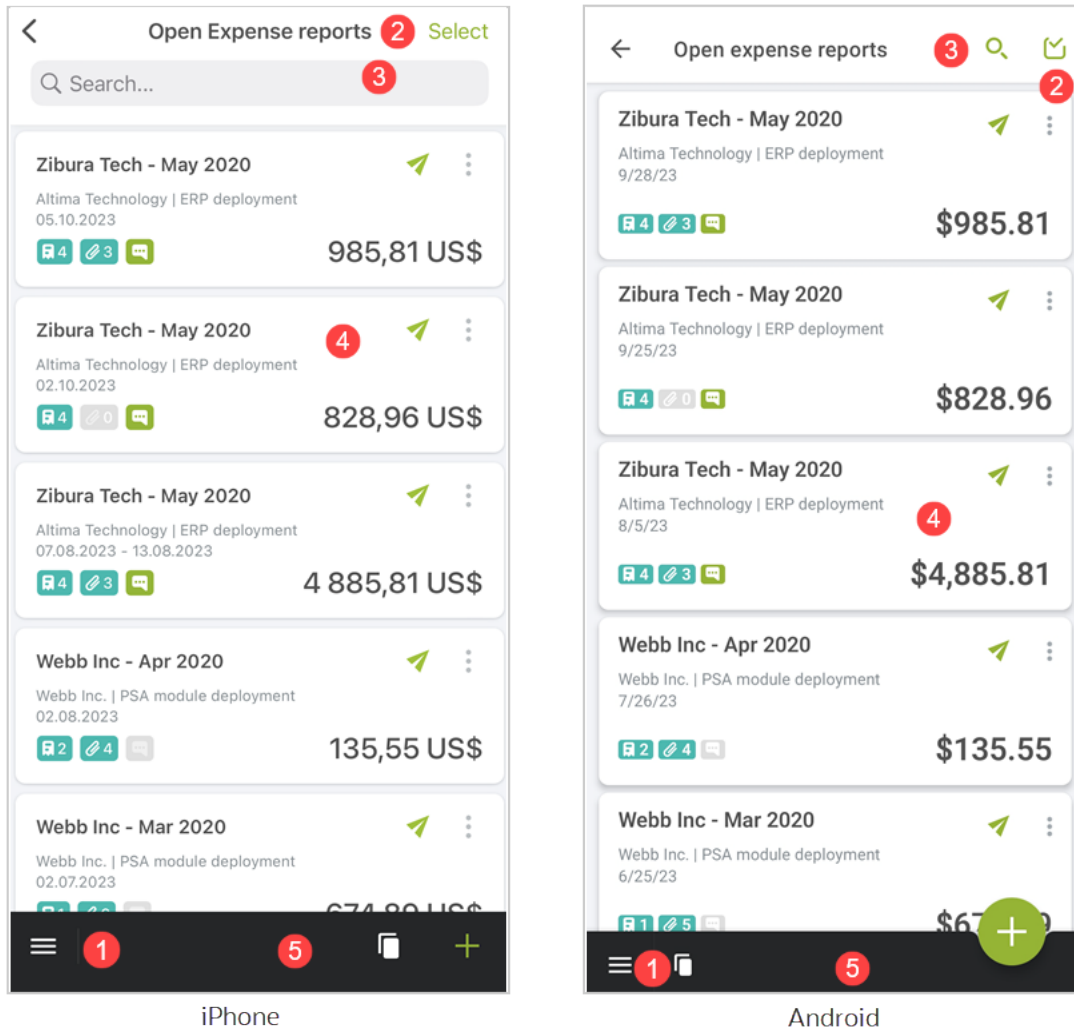 Open Expense reports 2 Select
Search... 3
Zibura Tech - May 2020
Altima Technology | ERP deployment
05.10.2023
4 3
985,81 US$
Zibura Tech - May 2020
4
Altima Technology | ERP deployment
02.10.2023
4 0
828,96 US$
Zibura Tech - May 2020
Altima Technology | ERP deployment
07.08.2023 - 13.08.2023
4 3
4 885,81 US$
Webb Inc - Apr 2020
Webb Inc. | PSA module deployment
02.08.2023
2 4
135,55 US$
Webb Inc - Mar 2020
Webb Inc. | PSA module deployment
02.07.2023
1 5
iPhone
Open expense reports 3
2
Zibura Tech - May 2020
Altima Technology | ERP deployment
9/28/23
4 3
$985.81
Zibura Tech - May 2020
Altima Technology | ERP deployment
9/25/23
4 0
$828.96
Zibura Tech - May 2020
Altima Technology | ERP deployment
8/5/23
4
4 3
$4,885.81
Webb Inc - Apr 2020
Webb Inc. | PSA module deployment
7/26/23
2 4
$135.55
Webb Inc - Mar 2020
Webb Inc. | PSA module deployment
6/25/23
1 5
1 5
Android